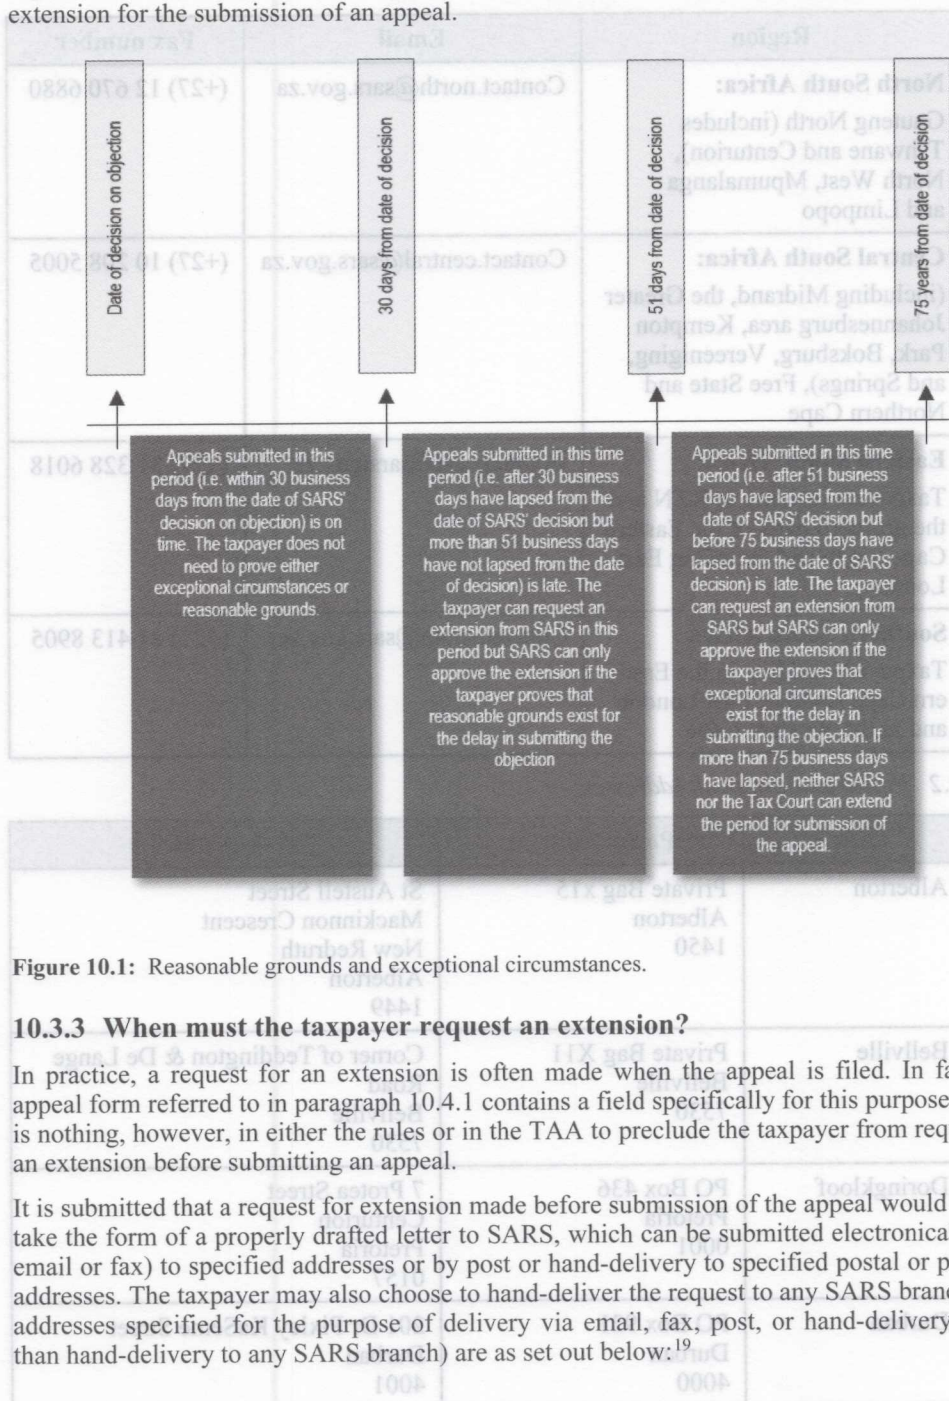 extension for the submission of an appeal.
Date of decision on objection
30 days from date of decision
51 days from date of decision
75 years from date of decision
Appeals submitted in this
period (i.e. within 30 business
days from the date of SARS'
decision on objection) is on
time. The taxpayer does not
need to prove either
exceptional circumstances or
reasonable grounds.
Appeals submitted in this time
period (i.e. after 30 business
days have lapsed from the
date of SARS' decision but
more than 51 business days
have not lapsed from the date
of decision) is late. The
taxpayer can request an
extension from SARS in this
period but SARS can only
approve the extension if the
taxpayer proves that
reasonable grounds exist for
the delay in submitting the
objection
Appeals submitted in this time
period (i.e. after 51 business
days have lapsed from the
date of SARS' decision but
before 75 business days have
lapsed from the date of SARS'
decision) is late. The taxpayer
can request an extension from
SARS but SARS can only
approve the extension if the
taxpayer proves that
exceptional circumstances
exist for the delay in
submitting the objection. If
more than 75 business days
have lapsed, neither SARS
nor the Tax Court can extend
the period for submission of
the appeal.
Figure 10.1: Reasonable grounds and exceptional circumstances.
10.3.3 When must the taxpayer request an extension?
In practice, a request for an extension is often made when the appeal is filed. In fa
appeal form referred to in paragraph 10.4.1 contains a field specifically for this purpose
is nothing, however, in either the rules or in the TAA to preclude the taxpayer from req
an extension before submitting an appeal.
It is submitted that a request for extension made before submission of the appeal would
take the form of a properly drafted letter to SARS, which can be submitted electronica
email or fax) to specified addresses or by post or hand-delivery to specified postal or p
addresses. The taxpayer may also choose to hand-deliver the request to any SARS bran
addresses specified for the purpose of delivery via email, fax, post, or hand-delivery
than hand-delivery to any SARS branch) are as set out below:19